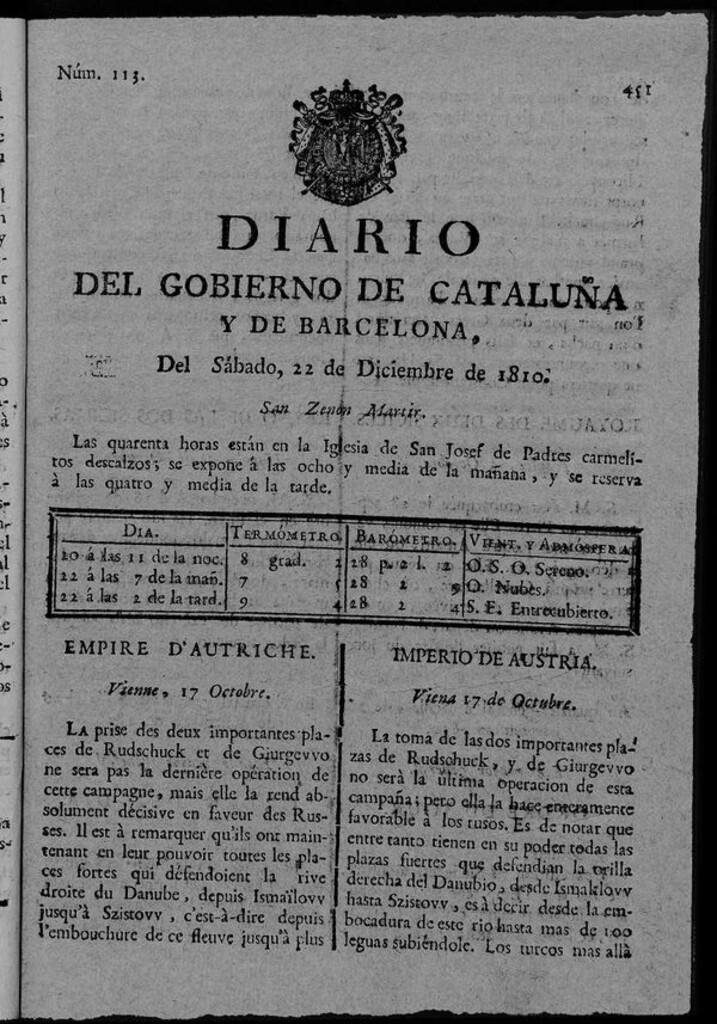 Núm. 113.
451
DIARIO
DEL GOBIERNO DE CATALUÑA
Y DE BARCELONA,
Del Sábado, 22 de Diciembre de 1810.
San Zenón Martir.
Las quarenta horas están en la Iglesia de San Josef de Padres carmeli-
tos descalzos; se expone á las ocho y media de la mañana, y se reserva
à las quatro y media de la tarde.
DIA. TERMÓMETRO. BARÓMETRO. VIENT. Y ADMÓSFERA
20 á las 11 de la noc. 8 grad. 2 28 p. 2 l. 2 O. S. O. Sereno.
22 á las 7 de la mañ. 7 28 2 9 O. Nubes.
22 á las 2 de la tard. 9 4 28 2 4 S. E. Entrecubierto.
EMPIRE D'AUTRICHE.
Vienne, 17 Octobre.
LA prise des deux importantes pla-
ces de Rudschuck et de Giurgevvo
ne sera pas la dernière opération de
cette campagne, mais elle la rend ab-
solument décisive en faveur des Rus-
ses. Il est à remarquer qu'ils ont main-
tenant en leur pouvoir toutes les pla-
ces fortes qui défendoient la rive
droite du Danube, depuis Ismaïlovv
jusqu'à Szistovv, c'est-à-dire depuis
l'embouchure de ce fleuve jusqu'à plus
IMPERIO DE AUSTRIA.
Viena 17 de Octubre.
La toma de las dos importantes pla-
zas de Rudschuck, y de Giurgevvo
no será la última operacion de esta
campaña; pero ella la hace enteramente
favorable à los rusos. Es de notar que
entre tanto tienen en su poder todas las
plazas fuertes que defendian la orilla
derecha del Danubio, desde Ismaklovv
hasta Szistovv, es à decir desde la em-
bocadura de este rio hasta mas de 100
leguas subiéndole. Los turcos mas allà